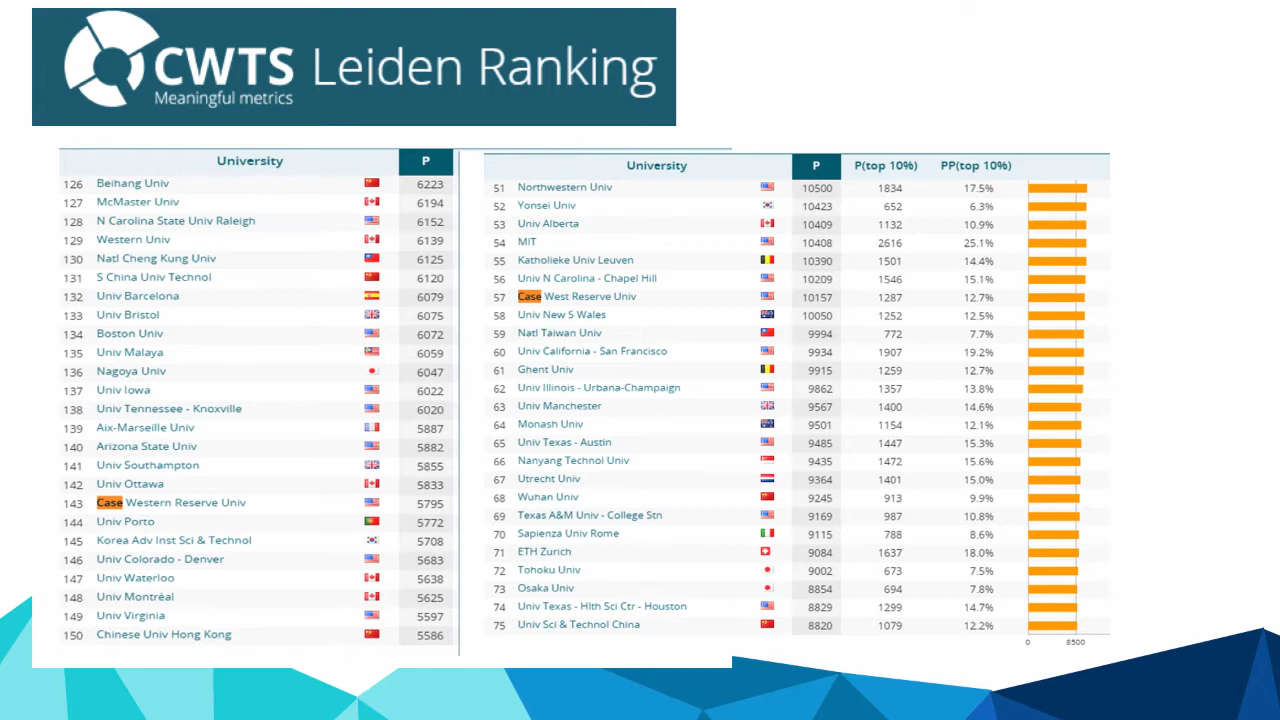 CWTS Leiden Ranking
Meaningful metrics
University P
126 Beihang Univ 6223
127 McMaster Univ 6194
128 N Carolina State Univ Raleigh 6152
129 Western Univ 6139
130 Natl Cheng Kung Univ 6125
131 S China Univ Technol 6120
132 Univ Barcelona 6079
133 Univ Bristol 6075
134 Boston Univ 6072
135 Univ Malaya 6059
136 Nagoya Univ 6047
137 Univ Iowa 6022
138 Univ Tennessee - Knoxville 6020
139 Aix-Marseille Univ 5887
140 Arizona State Univ 5882
141 Univ Southampton 5855
142 Univ Ottawa 5833
143 Case Western Reserve Univ 5795
144 Univ Porto 5772
145 Korea Adv Inst Sci & Technol 5708
146 Univ Colorado - Denver 5683
147 Univ Waterloo 5638
148 Univ Montréal 5625
149 Univ Virginia 5597
150 Chinese Univ Hong Kong 5586
University P P(top 10%) PP(top 10%)
51 Northwestern Univ 10500 1834 17.5%
52 Yonsei Univ 10423 652 6.3%
53 Univ Alberta 10409 1132 10.9%
54 MIT 10408 2616 25.1%
55 Katholieke Univ Leuven 10390 1501 14.4%
56 Univ N Carolina - Chapel Hill 10209 1546 15.1%
57 Case West Reserve Univ 10157 1287 12.7%
58 Univ New S Wales 10050 1252 12.5%
59 Natl Taiwan Univ 9994 772 7.7%
60 Univ California - San Francisco 9934 1907 19.2%
61 Ghent Univ 9915 1259 12.7%
62 Univ Illinois - Urbana-Champaign 9862 1357 13.8%
63 Univ Manchester 9567 1400 14.6%
64 Monash Univ 9501 1154 12.1%
65 Univ Texas - Austin 9485 1447 15.3%
66 Nanyang Technol Univ 9435 1472 15.6%
67 Utrecht Univ 9364 1401 15.0%
68 Wuhan Univ 9245 913 9.9%
69 Texas A&M Univ - College Stn 9169 987 10.8%
70 Sapienza Univ Rome 9115 788 8.6%
71 ETH Zurich 9084 1637 18.0%
72 Tohoku Univ 9002 673 7.5%
73 Osaka Univ 8854 694 7.8%
74 Univ Texas - Hlth Sci Ctr - Houston 8829 1299 14.7%
75 Univ Sci & Technol China 8820 1079 12.2%
0 8500